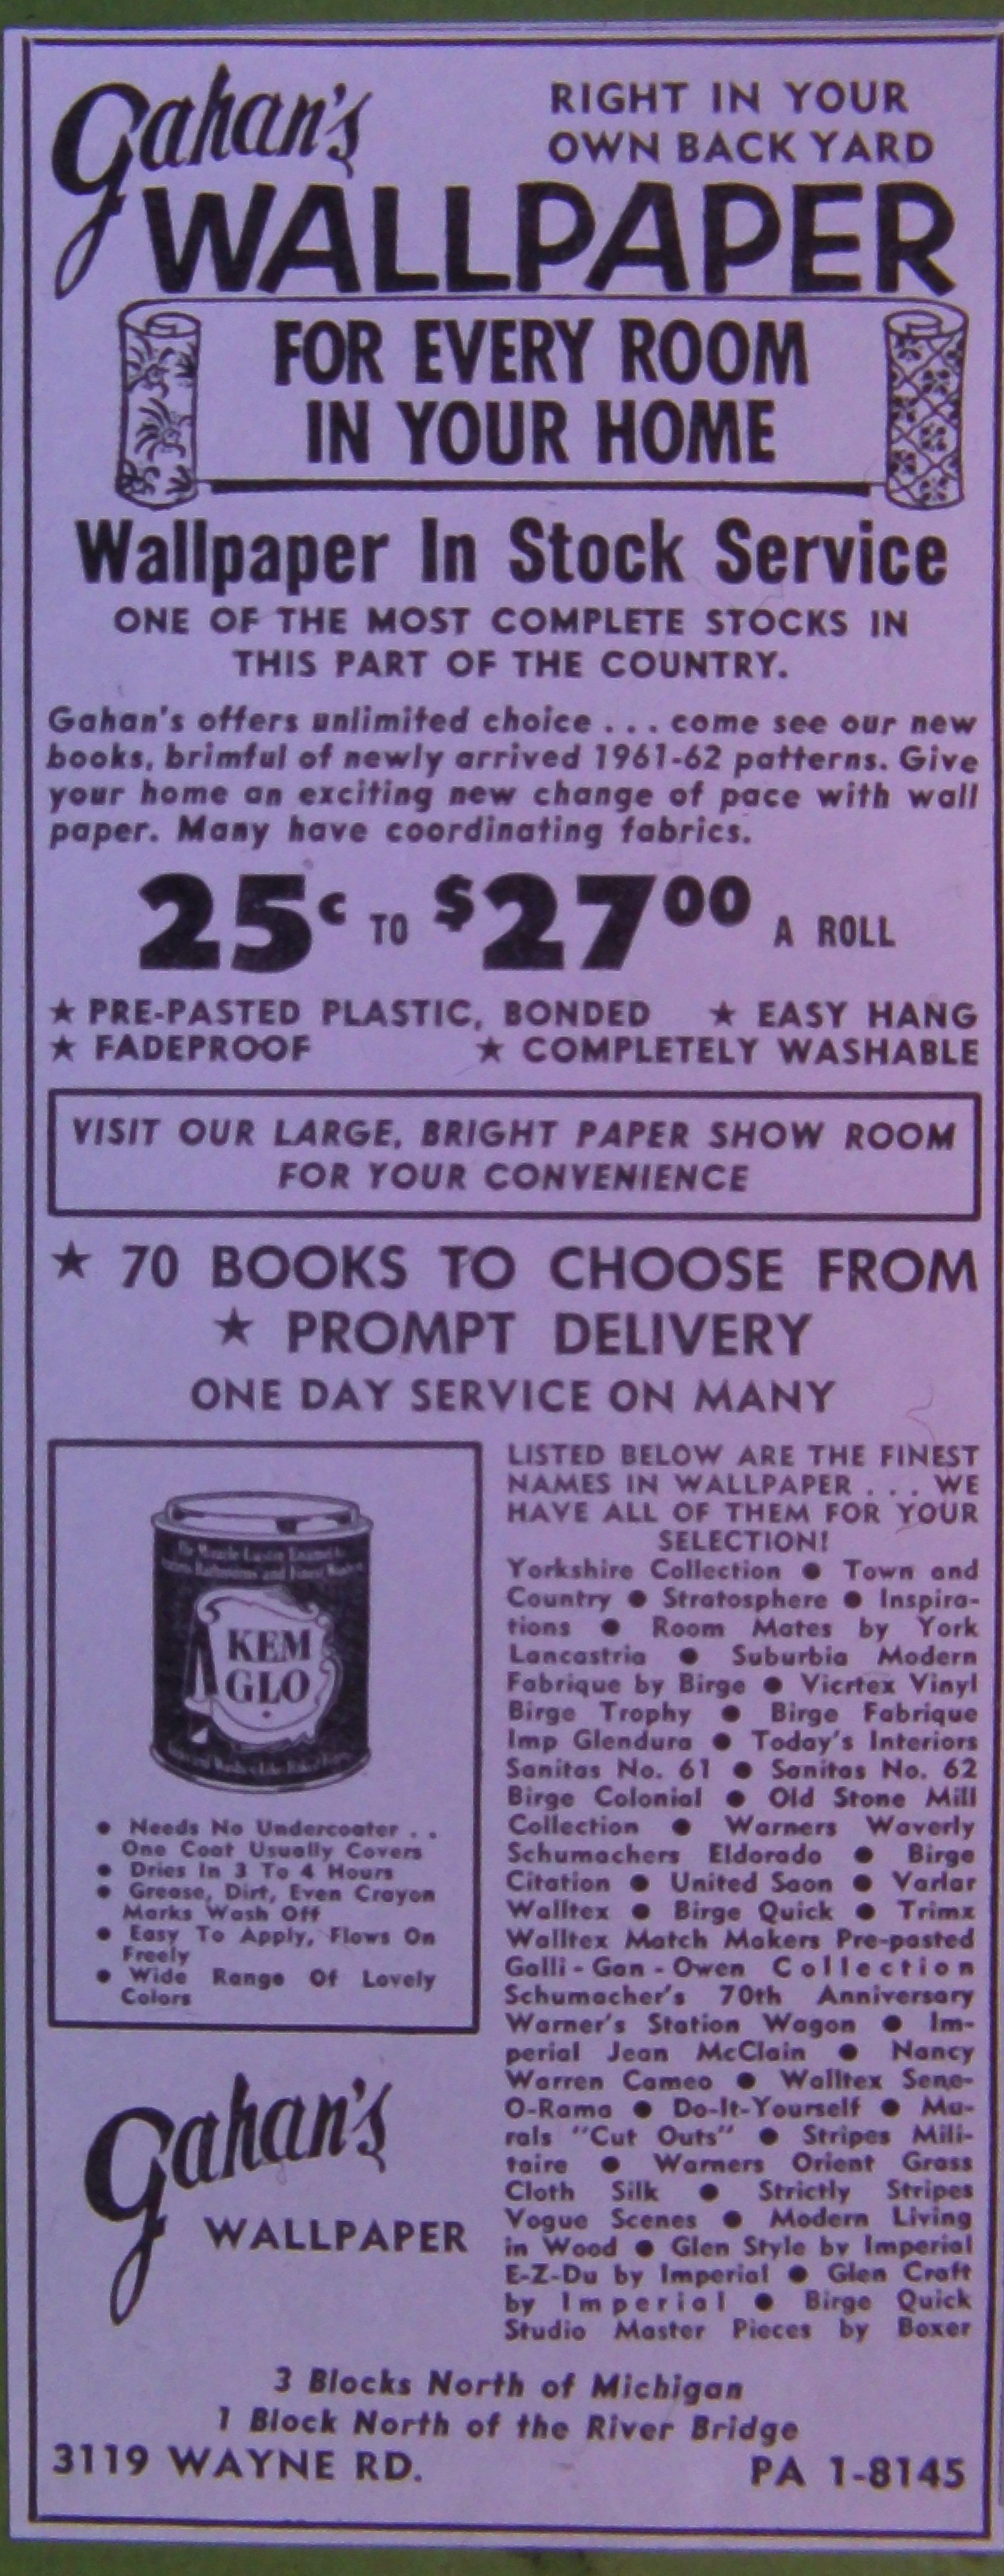 Gahan's
RIGHT IN YOUR
OWN BACK YARD
WALLPAPER
FOR EVERY ROOM
IN YOUR HOME
Wallpaper In Stock Service
ONE OF THE MOST COMPLETE STOCKS IN
THIS PART OF THE COUNTRY.
Gahan's offers unlimited choice . . . come see our new
books, brimful of newly arrived 1961-62 patterns. Give
your home an exciting new change of pace with wall
paper. Many have coordinating fabrics.
25c TO $2700 A ROLL
★ PRE-PASTED PLASTIC, BONDED ★ EASY HANG
★ FADEPROOF ★ COMPLETELY WASHABLE
VISIT OUR LARGE, BRIGHT PAPER SHOW ROOM
FOR YOUR CONVENIENCE
★ 70 BOOKS TO CHOOSE FROM
★ PROMPT DELIVERY
ONE DAY SERVICE ON MANY
KEM
GLO
● Needs No Undercoater . .
One Coat Usually Covers
● Dries In 3 To 4 Hours
● Grease, Dirt, Even Crayon
Marks Wash Off
● Easy To Apply, Flows On
Freely
● Wide Range Of Lovely
Colors
LISTED BELOW ARE THE FINEST
NAMES IN WALLPAPER . . . WE
HAVE ALL OF THEM FOR YOUR
SELECTION!
Yorkshire Collection ● Town and
Country ● Stratosphere ● Inspira-
tions ● Room Mates by York
Lancastria ● Suburbia Modern
Fabrique by Birge ● Vicrtex Vinyl
Birge Trophy ● Birge Fabrique
Imp Glendura ● Today's Interiors
Sanitas No. 61 ● Sanitas No. 62
Birge Colonial ● Old Stone Mill
Collection ● Warners Waverly
Schumachers Eldorado ● Birge
Citation ● United Saon ● Varlar
Walltex ● Birge Quick ● Trimz
Walltex Match Makers Pre-pasted
Galli - Gan - Owen Collection
Schumacher's 70th Anniversary
Warner's Station Wagon ● Im-
perial Jean McClain ● Nancy
Warren Cameo ● Walltex Sene-
O-Rama ● Do-It-Yourself ● Mu-
rals "Cut Outs" ● Stripes Mili-
taire ● Warners Orient Grass
Cloth Silk ● Strictly Stripes
Vogue Scenes ● Modern Living
in Wood ● Glen Style by Imperial
E-Z-Du by Imperial ● Glen Craft
by Imperial ● Birge Quick
Studio Master Pieces by Boxer
Gahan's
WALLPAPER
3 Blocks North of Michigan
1 Block North of the River Bridge
3119 WAYNE RD. PA 1-8145